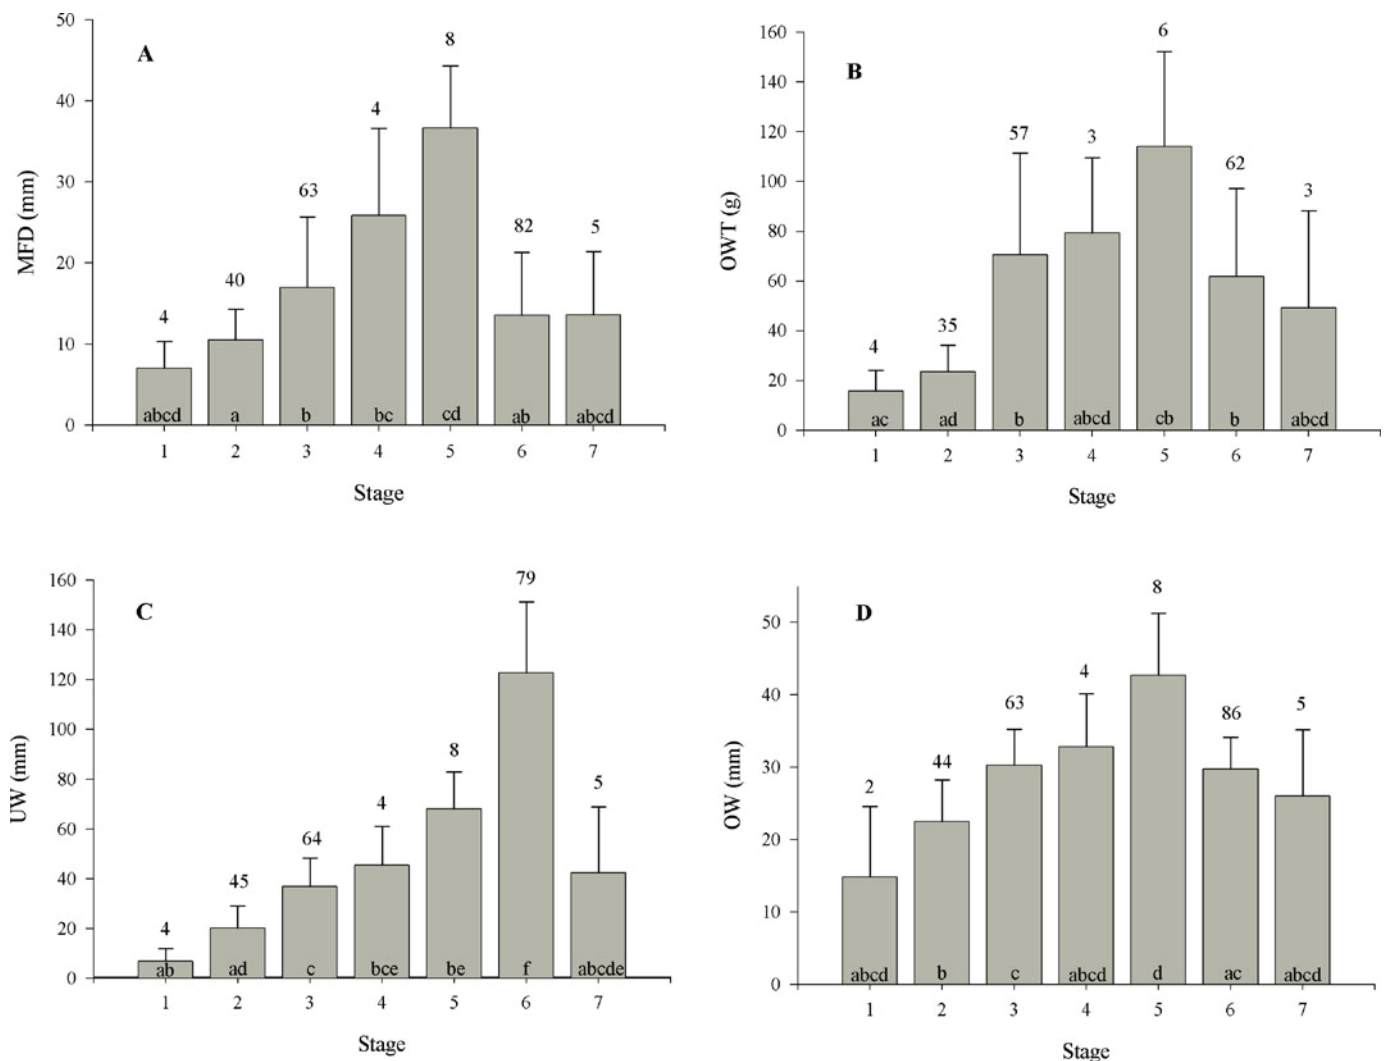 A
MFD (mm)
50
40
30
20
10
0
4
40
63
4
8
82
5
abcd a b bc cd ab abcd
1 2 3 4 5 6 7
Stage
B
OWT (g)
160
140
120
100
80
60
40
20
0
4
35
57
3
6
62
3
ac ad b abcd cb b abcd
1 2 3 4 5 6 7
Stage
C
UW (mm)
160
140
120
100
80
60
40
20
0
4
45
64
4
8
79
5
ab ad c bce be f abcde
1 2 3 4 5 6 7
Stage
D
OW (mm)
50
40
30
20
10
0
2
44
63
4
8
86
5
abcd b c abcd d ac abcd
1 2 3 4 5 6 7
Stage